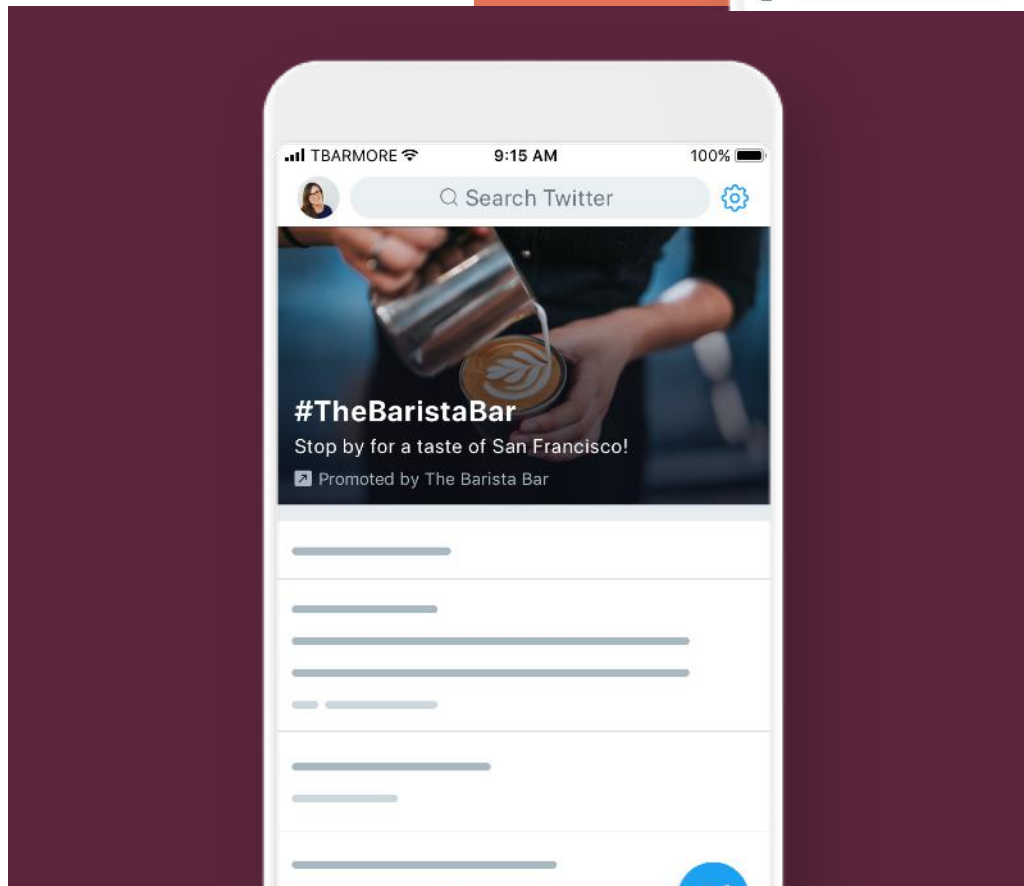 TBARMORE 9:15 AM 100%
Search Twitter
#TheBaristaBar
Stop by for a taste of San Francisco!
Promoted by The Barista Bar